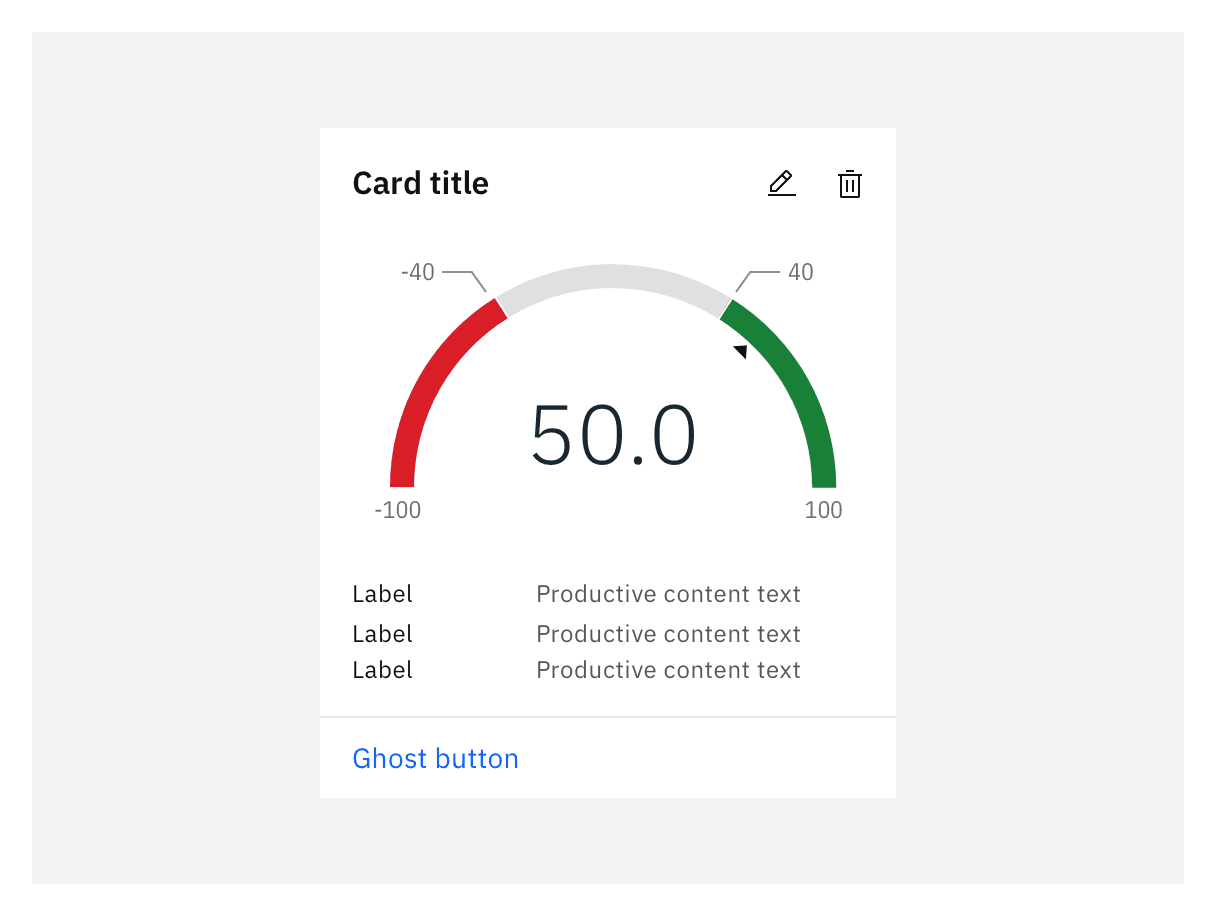 Card title
-40 40
50.0
-100 100
Label Productive content text
Label Productive content text
Label Productive content text
Ghost button